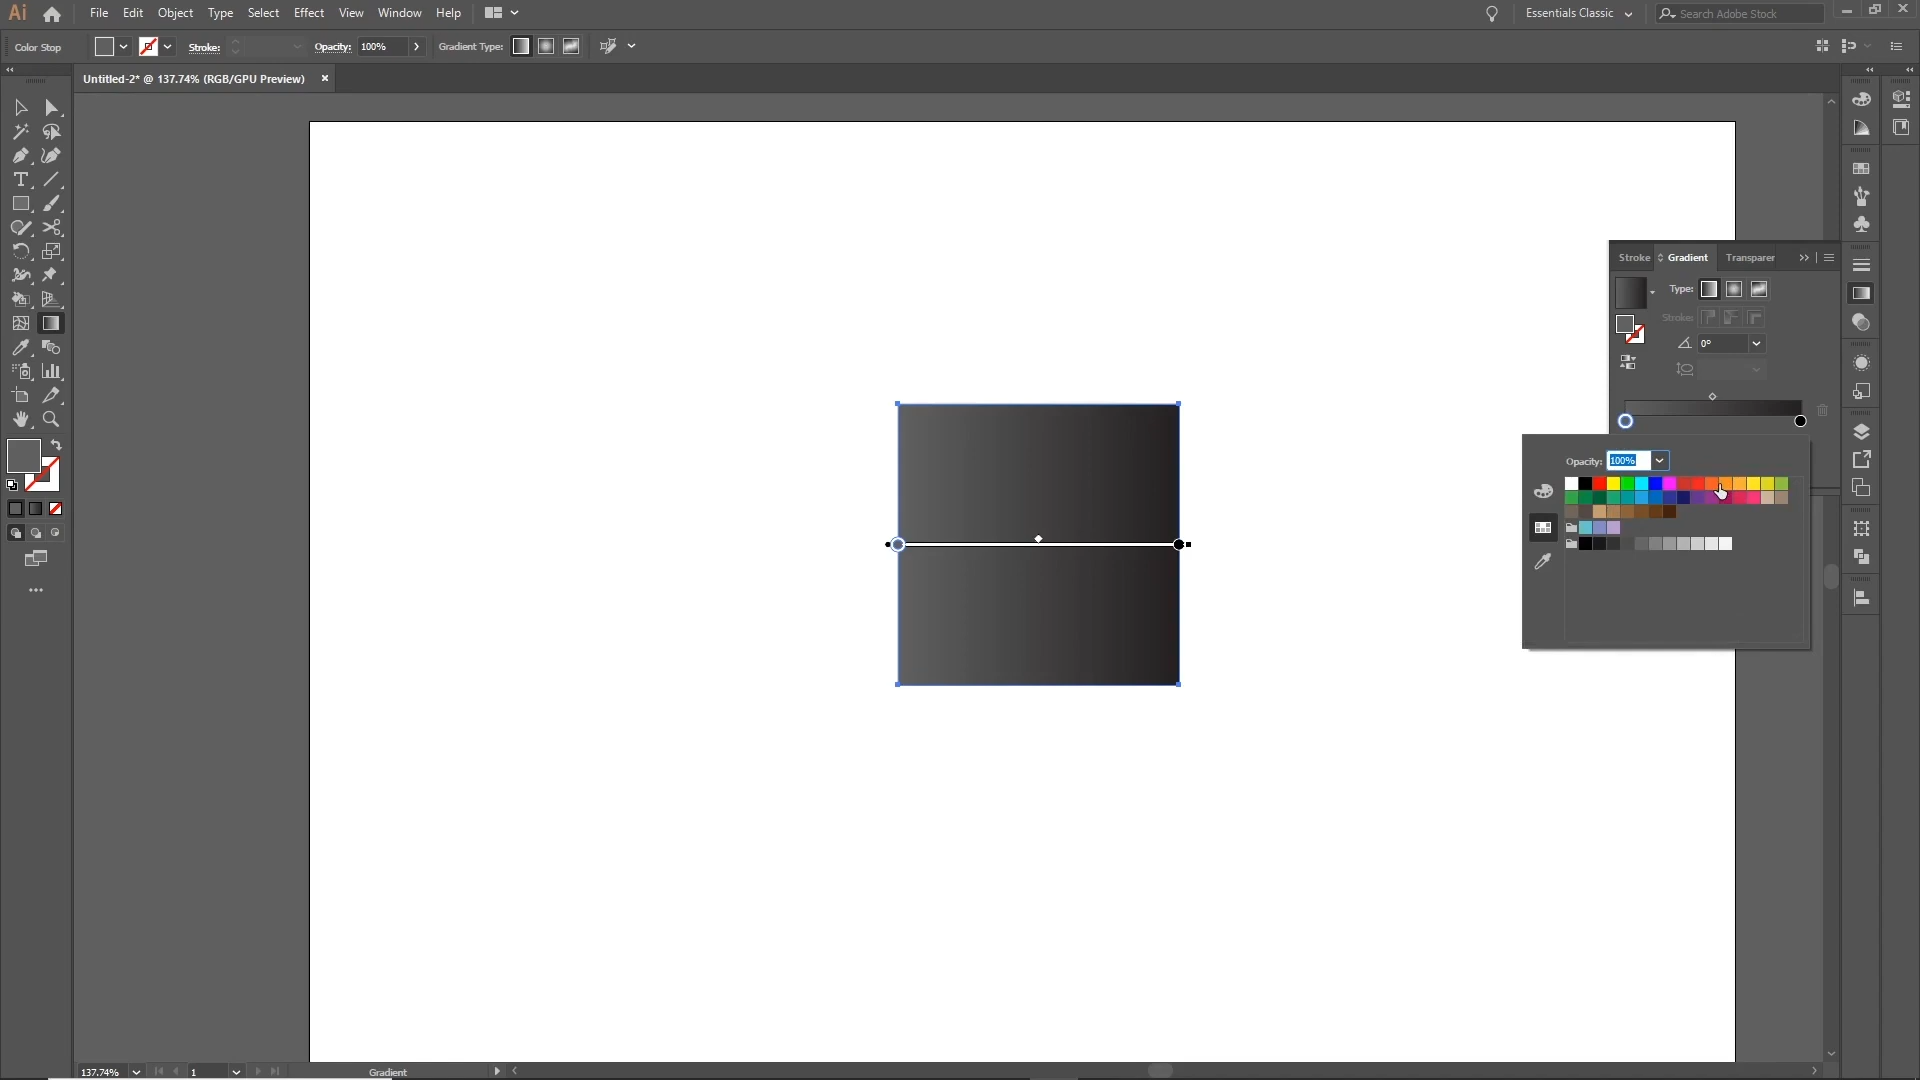 Ai File Edit Object Type Select Effect View Window Help Essentials Classic Search Adobe Stock
Color Stop Stroke: Opacity: 100% Gradient Type:
Untitled-2* @ 137.74% (RGB/GPU Preview)
Stroke Gradient Transparer
Type:
Stroke:
0°
Opacity: 100%
137.74% 1 Gradient